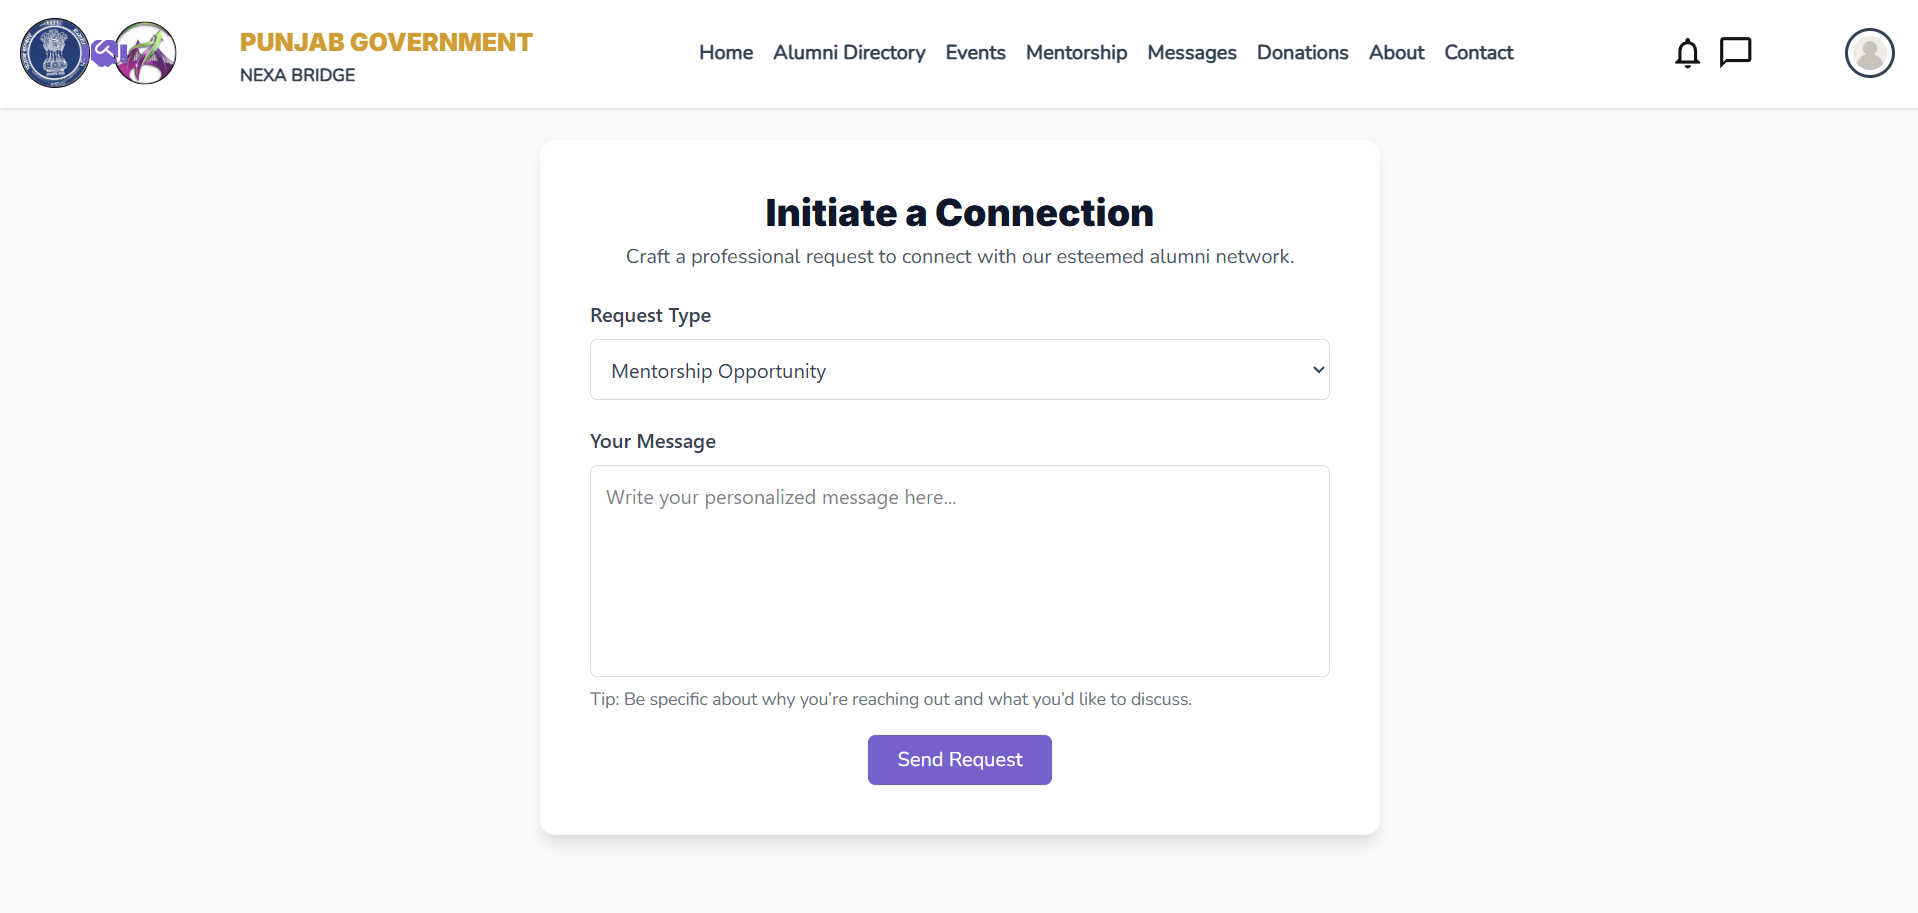 PUNJAB GOVERNMENT
NEXA BRIDGE
Home Alumni Directory Events Mentorship Messages Donations About Contact
Initiate a Connection
Craft a professional request to connect with our esteemed alumni network.
Request Type
Mentorship Opportunity
Your Message
Write your personalized message here...
Tip: Be specific about why you’re reaching out and what you’d like to discuss.
Send Request